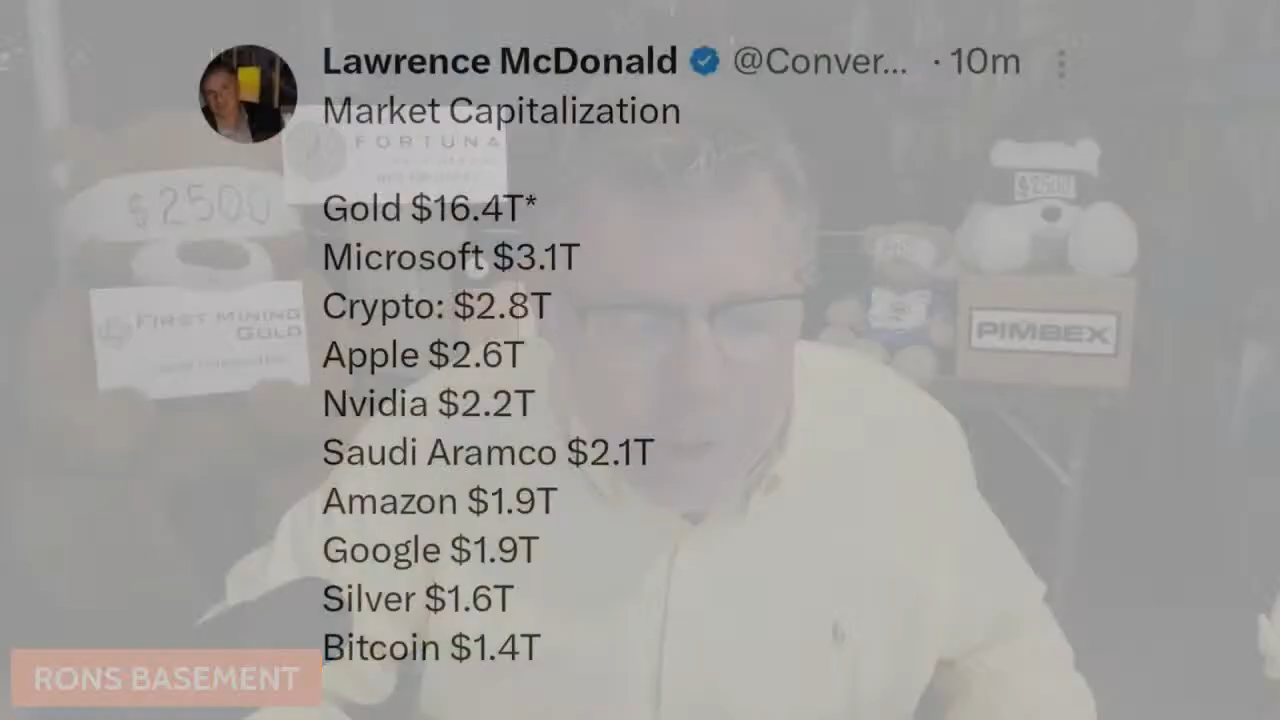 Lawrence McDonald @Conver... · 10m
Market Capitalization
FORTUNA
$2500
$2500
Gold $16.4T*
Microsoft $3.1T
Crypto: $2.8T
FIRST MINING
GOLD
PIMBEX
Apple $2.6T
Nvidia $2.2T
Saudi Aramco $2.1T
Amazon $1.9T
Google $1.9T
Silver $1.6T
Bitcoin $1.4T
RONS BASEMENT